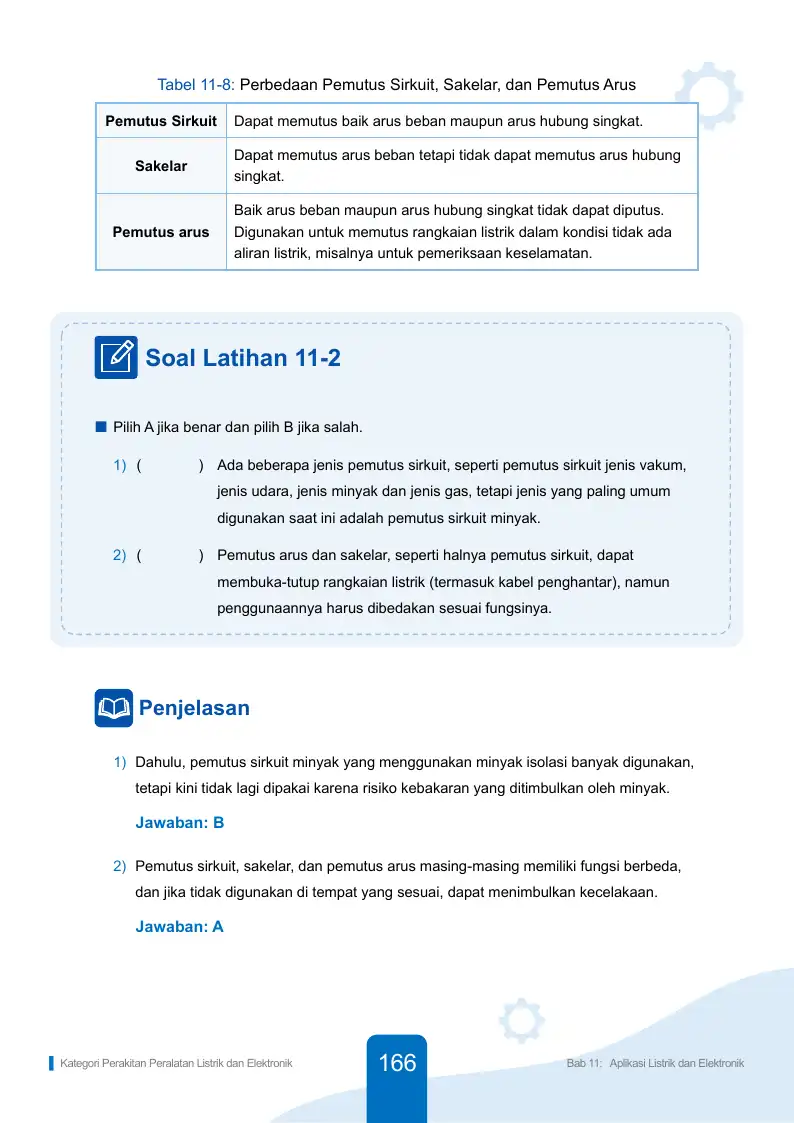 Tabel 11-8: Perbedaan Pemutus Sirkuit, Sakelar, dan Pemutus Arus
Pemutus Sirkuit Dapat memutus baik arus beban maupun arus hubung singkat.
Sakelar Dapat memutus arus beban tetapi tidak dapat memutus arus hubung
singkat.
Pemutus arus Baik arus beban maupun arus hubung singkat tidak dapat diputus.
Digunakan untuk memutus rangkaian listrik dalam kondisi tidak ada
aliran listrik, misalnya untuk pemeriksaan keselamatan.
Soal Latihan 11-2
■ Pilih A jika benar dan pilih B jika salah.
1) ( ) Ada beberapa jenis pemutus sirkuit, seperti pemutus sirkuit jenis vakum,
jenis udara, jenis minyak dan jenis gas, tetapi jenis yang paling umum
digunakan saat ini adalah pemutus sirkuit minyak.
2) ( ) Pemutus arus dan sakelar, seperti halnya pemutus sirkuit, dapat
membuka-tutup rangkaian listrik (termasuk kabel penghantar), namun
penggunaannya harus dibedakan sesuai fungsinya.
Penjelasan
1) Dahulu, pemutus sirkuit minyak yang menggunakan minyak isolasi banyak digunakan,
tetapi kini tidak lagi dipakai karena risiko kebakaran yang ditimbulkan oleh minyak.
Jawaban: B
2) Pemutus sirkuit, sakelar, dan pemutus arus masing-masing memiliki fungsi berbeda,
dan jika tidak digunakan di tempat yang sesuai, dapat menimbulkan kecelakaan.
Jawaban: A
Kategori Perakitan Peralatan Listrik dan Elektronik
166
Bab 11: Aplikasi Listrik dan Elektronik